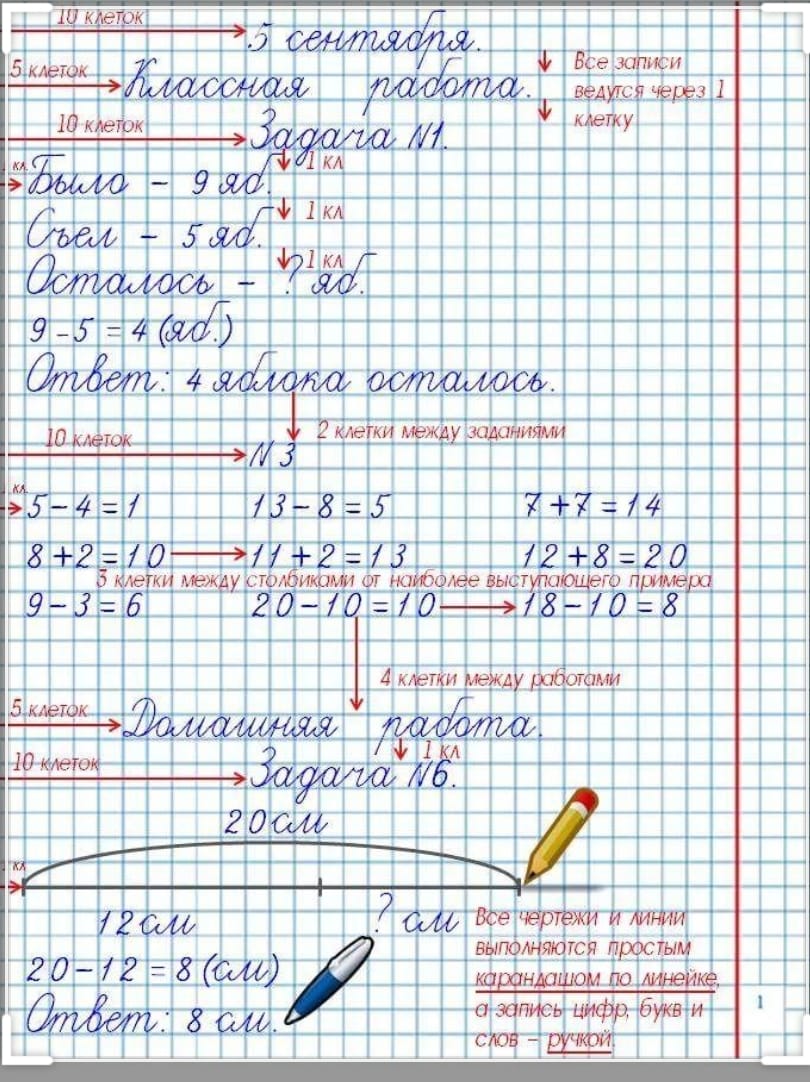 10 клеток
5 сентября.
5 клеток
Классная работа.
Все записи
ведутся через 1
клетку
10 клеток
Задача №1.
1 кл
кл.
Было - 9 яб.
1 кл
Съел - 5 яб.
1 кл
Осталось - ? яб.
9 - 5 = 4 (яб.)
Ответ: 4 яблока осталось.
2 клетки между заданиями
10 клеток
№ 3
кл.
5 - 4 = 1 13 - 8 = 5 7 + 7 = 14
8 + 2 = 10 11 + 2 = 13 12 + 8 = 20
3 клетки между столбиками от наиболее выступающего примера
9 - 3 = 6 20 - 10 = 10 18 - 10 = 8
4 клетки между работами
5 клеток
Домашняя работа.
1 кл
10 клеток
Задача №6.
20 см
кл
12 см ? см
20 - 12 = 8 (см)
Ответ: 8 см.
Все чертежи и линии
выполняются простым
карандашом по линейке,
а запись цифр, букв и
слов - ручкой.
1